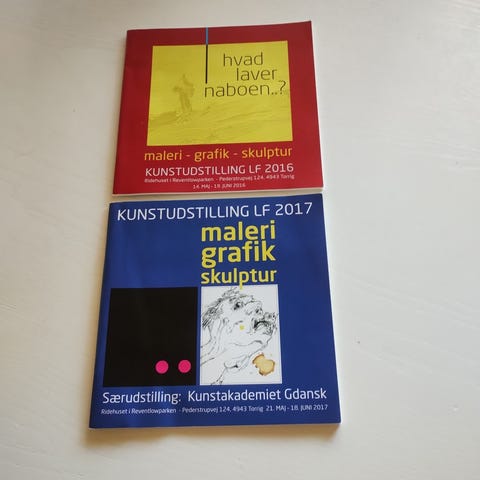 hvad
laver
naboen..?
maleri - grafik - skulptur
KUNSTUDSTILLING LF 2016
Ridehuset i Reventlowparken - Pederstrupvej 124, 4943 Torrig
14. MAJ - 19. JUNI 2016
KUNSTUDSTILLING LF 2017
maleri
grafik
skulptur
Særudstilling: Kunstakademiet Gdansk
Ridehuset i Reventlowparken - Pederstrupvej 124, 4943 Torrig 21. MAJ - 18. JUNI 2017